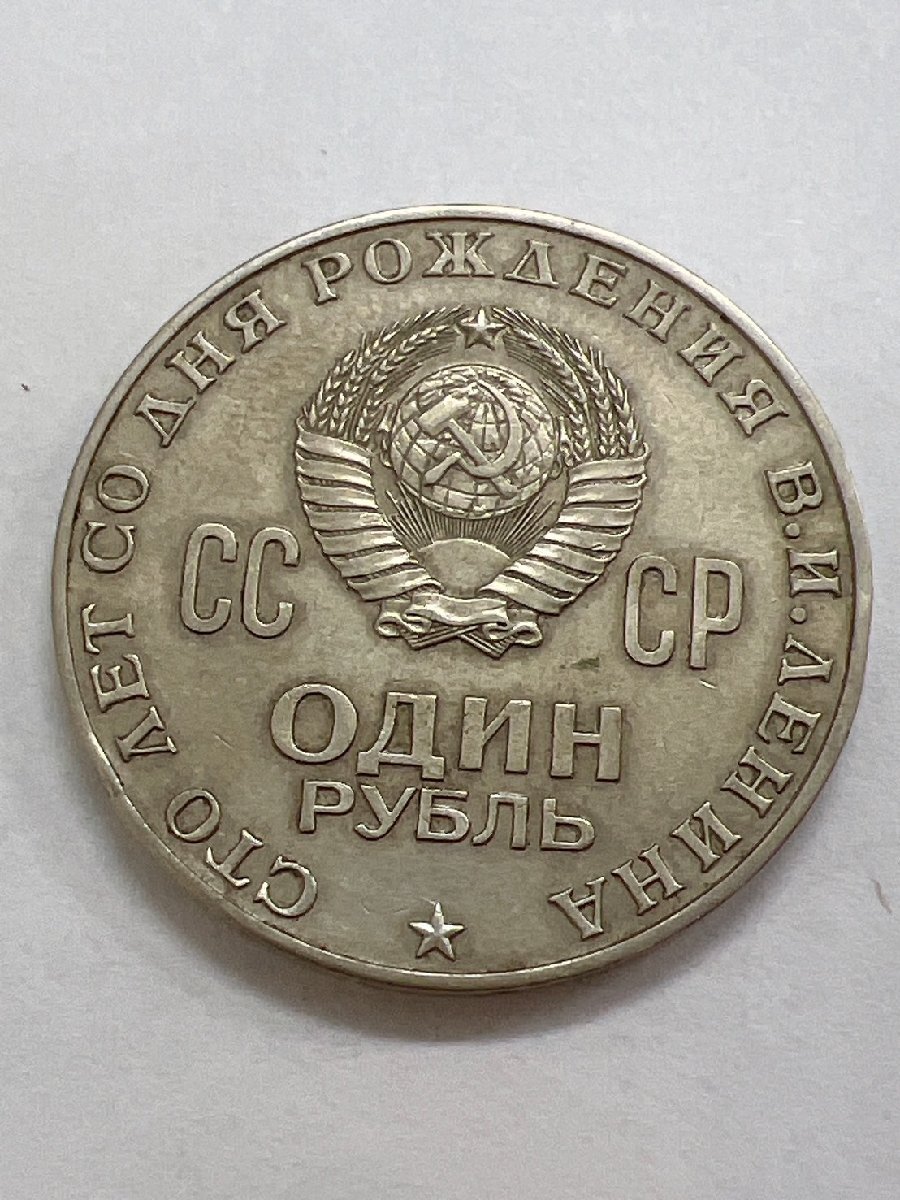 СТО ЛЕТ СО ДНЯ РОЖДЕНИЯ В.И.ЛЕНИНА
СС СР
ОДИН
РУБЛЬ